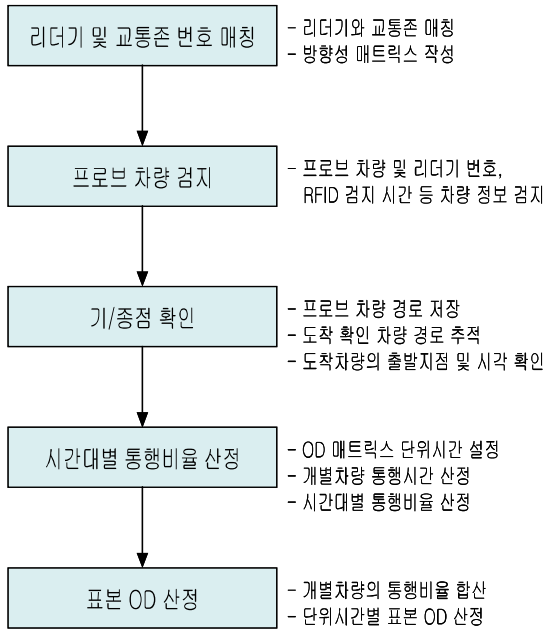 리더기 및 교통존 번호 매칭
- 리더기와 교통존 매칭
- 방향성 매트릭스 작성
프로브 차량 검지
- 프로브 차량 및 리더기 번호,
RFID 검지 시간 등 차량 정보 검지
기/종점 확인
- 프로브 차량 경로 저장
- 도착 확인 차량 경로 추적
- 도착차량의 출발지점 및 시각 확인
시간대별 통행비율 산정
- OD 매트릭스 단위시간 설정
- 개별차량 통행시간 산정
- 시간대별 통행비율 산정
표본 OD 산정
- 개별차량의 통행비율 합산
- 단위시간별 표본 OD 산정